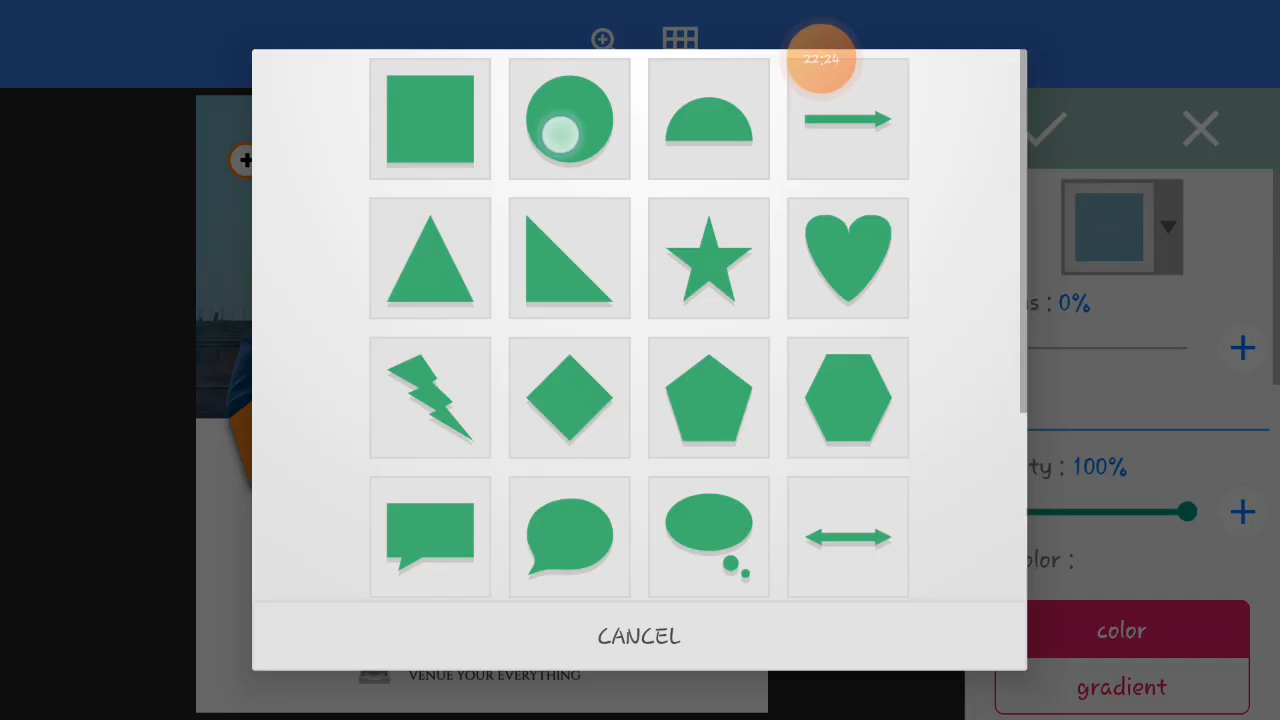 22:24
s : 0%
ty : 100%
olor :
color
gradient
CANCEL
VENUE YOUR EVERYTHING